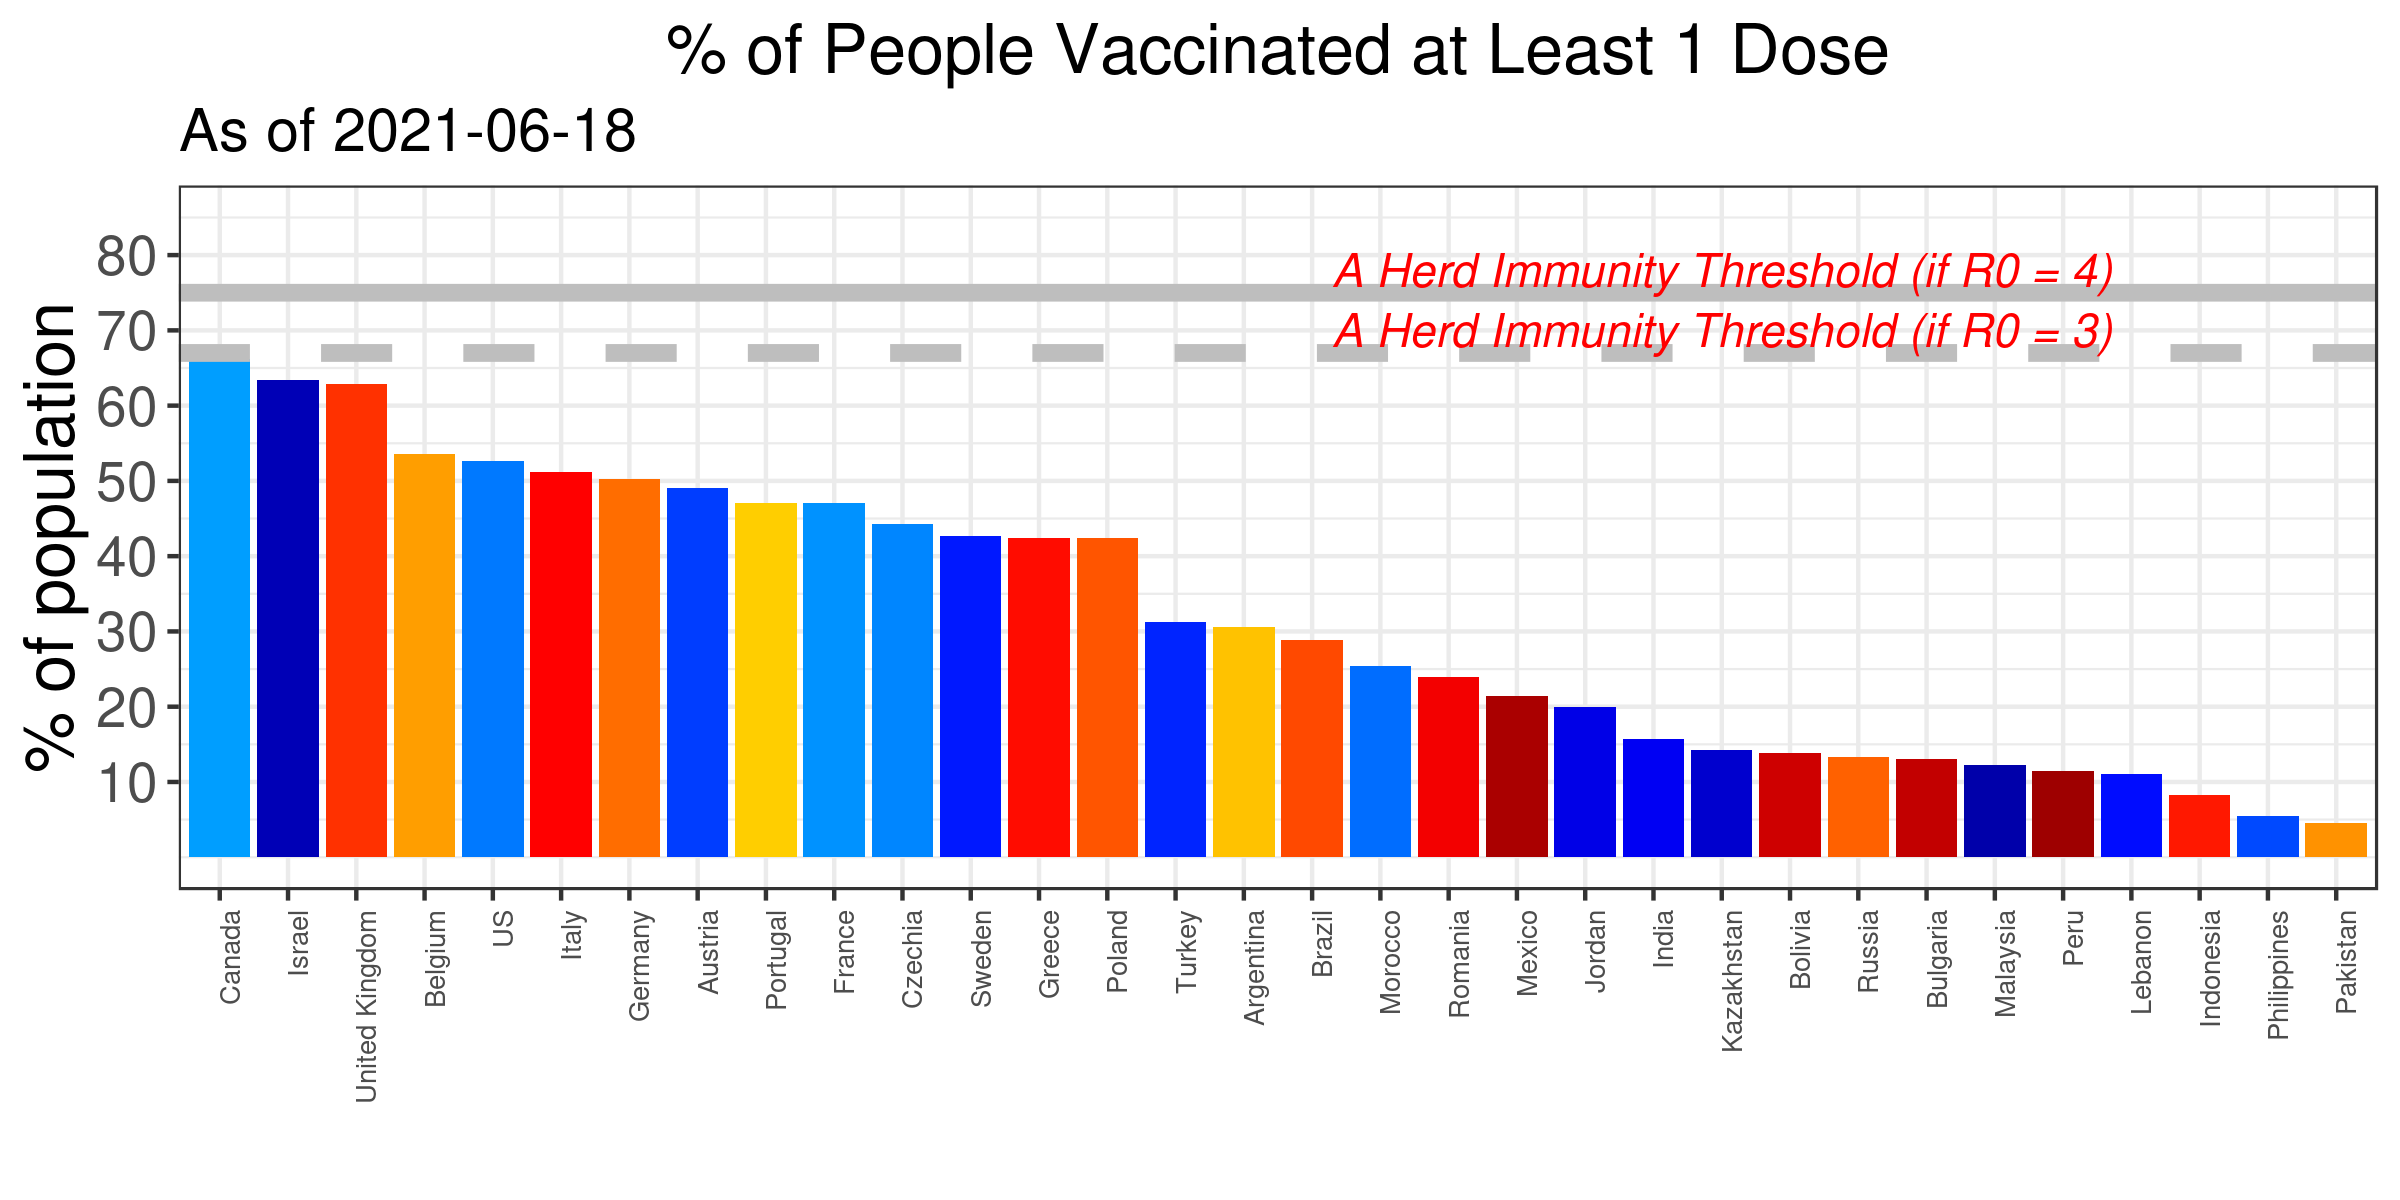 % of People Vaccinated at Least 1 Dose
As of 2021-06-18
% of population
80
70
60
50
40
30
20
10
A Herd Immunity Threshold (if R0 = 4)
A Herd Immunity Threshold (if R0 = 3)
Canada
Israel
United Kingdom
Belgium
US
Italy
Germany
Austria
Portugal
France
Czechia
Sweden
Greece
Poland
Turkey
Argentina
Brazil
Morocco
Romania
Mexico
Jordan
India
Kazakhstan
Bolivia
Russia
Bulgaria
Malaysia
Peru
Lebanon
Indonesia
Philippines
Pakistan